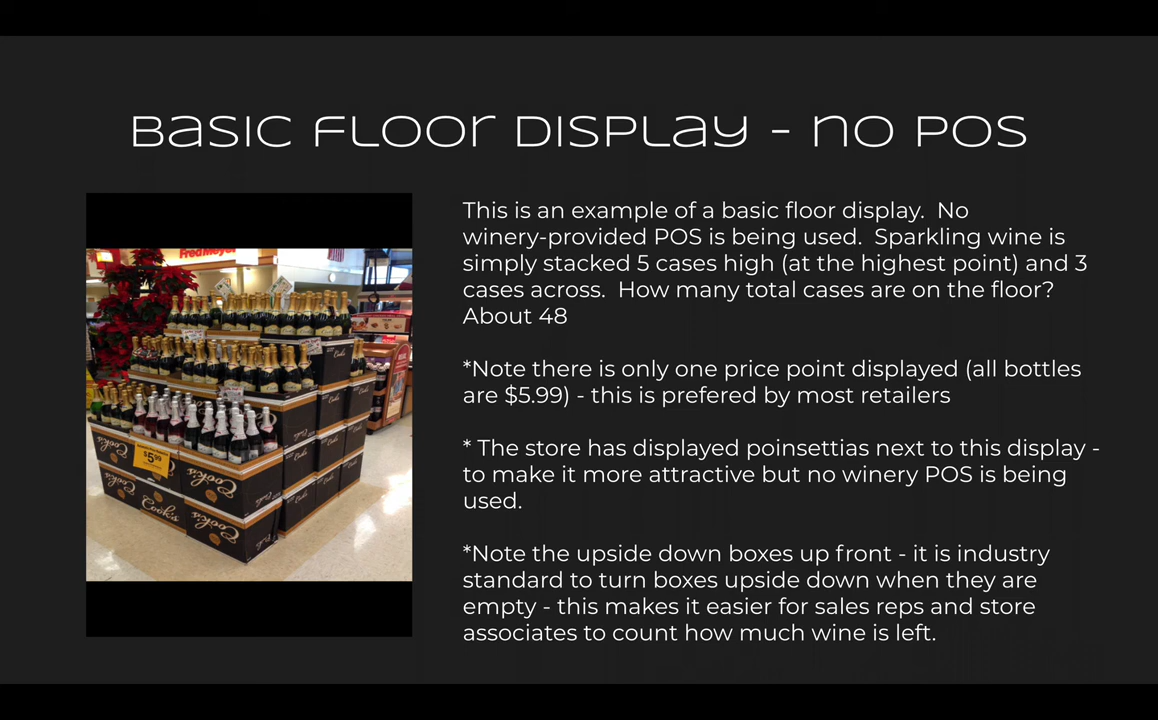 Basic Floor Display - no POS
This is an example of a basic floor display.  No
winery-provided POS is being used.  Sparkling wine is
simply stacked 5 cases high (at the highest point) and 3
cases across.  How many total cases are on the floor?
About 48
*Note there is only one price point displayed (all bottles
are $5.99) - this is prefered by most retailers
* The store has displayed poinsettias next to this display -
to make it more attractive but no winery POS is being
used.
*Note the upside down boxes up front - it is industry
standard to turn boxes upside down when they are
empty - this makes it easier for sales reps and store
associates to count how much wine is left.
Fred Meyer
Cook's
$5.99
Cook's
Cook's
Cook's
Cook's
Cook's